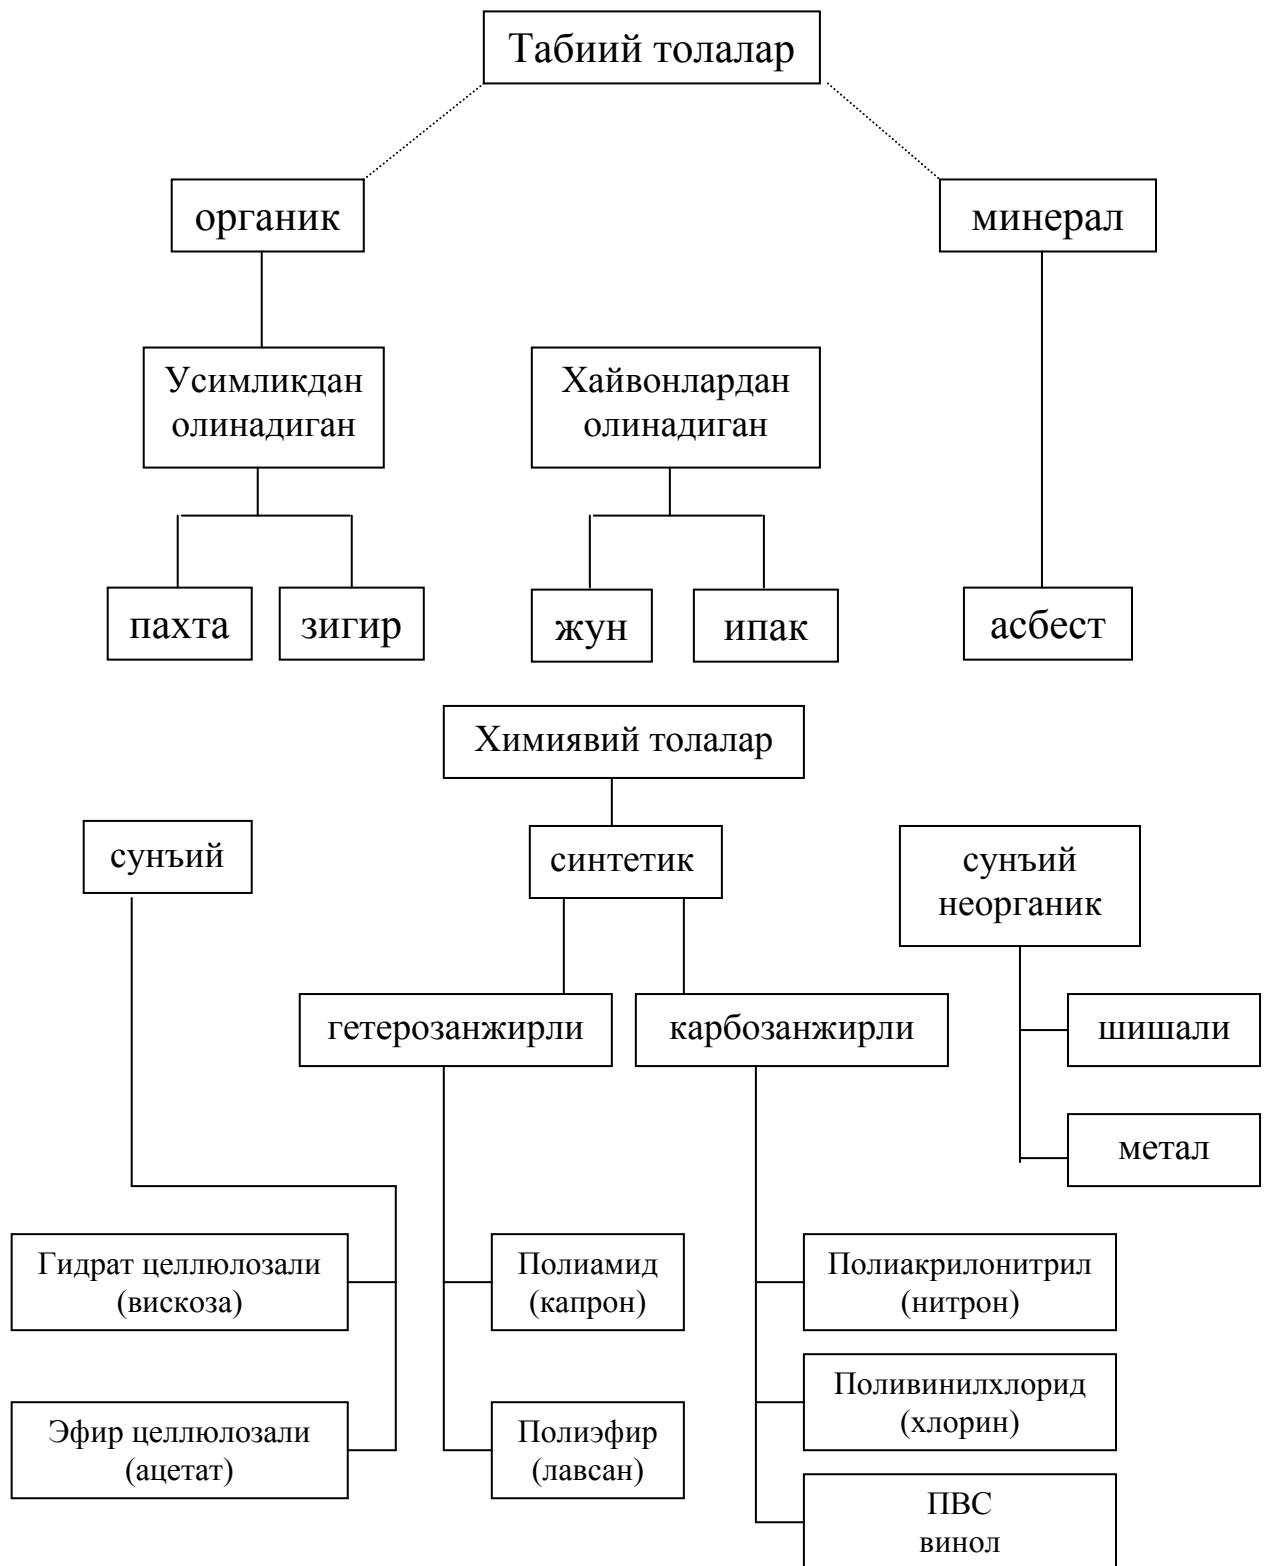 Табиий толалар
органик
минерал
Усимликдан
олинадиган
Хайвонлардан
олинадиган
пахта
зигир
жун
ипак
асбест
Химиявий толалар
сунъий
синтетик
сунъий
неорганик
гетерозанжирли
карбозанжирли
шишали
метал
Гидрат целлюлозали
(вискоза)
Полиамид
(капрон)
Полиакрилонитрил
(нитрон)
Эфир целлюлозали
(ацетат)
Полиэфир
(лавсан)
Поливинилхлорид
(хлорин)
ПВС
винол